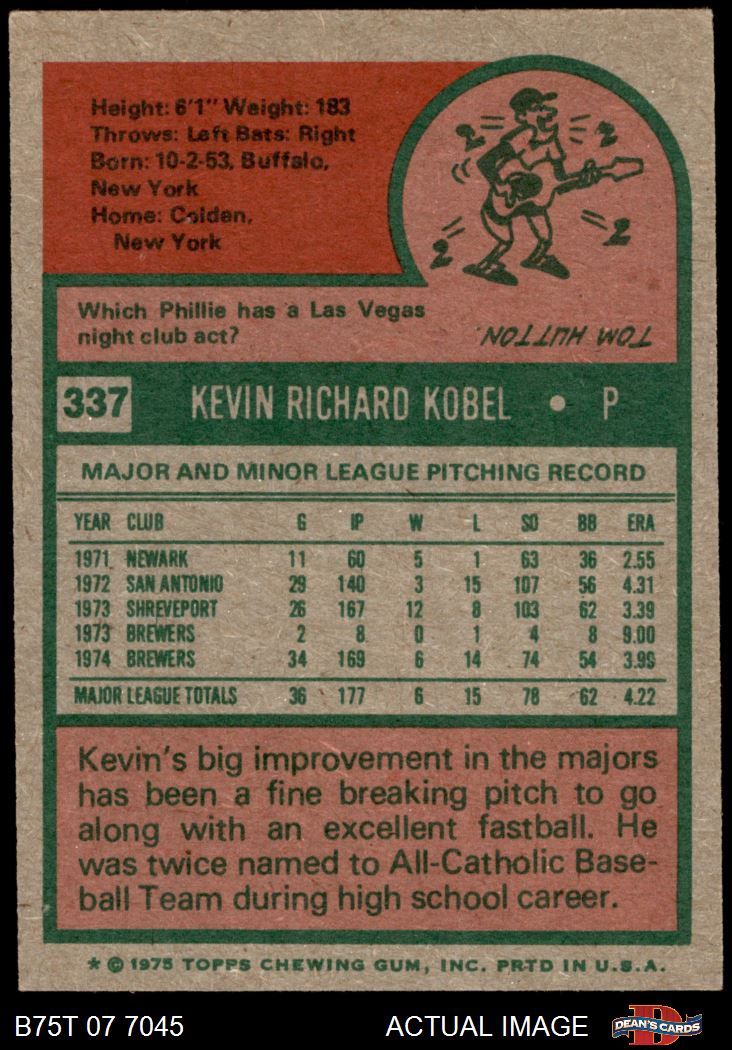 Height: 6'1" Weight: 183
Throws: Left Bats: Right
Born: 10-2-53, Buffalo,
New York
Home: Colden,
New York
2 2
2 2
Which Phillie has a Las Vegas
night club act?
TOM HUTTON.
337 KEVIN RICHARD KOBEL • P
MAJOR AND MINOR LEAGUE PITCHING RECORD
YEAR CLUB G IP W L SO BB ERA
1971 NEWARK 11 60 5 1 63 36 2.55
1972 SAN ANTONIO 29 140 3 15 107 56 4.31
1973 SHREVEPORT 26 167 12 8 103 62 3.39
1973 BREWERS 2 8 0 1 4 8 9.00
1974 BREWERS 34 169 6 14 74 54 3.99
MAJOR LEAGUE TOTALS 36 177 6 15 78 62 4.22
Kevin's big improvement in the majors
has been a fine breaking pitch to go
along with an excellent fastball. He
was twice named to All-Catholic Base-
ball Team during high school career.
* © 1975 TOPPS CHEWING GUM, INC. PRTD IN U.S.A.
B75T 07 7045 ACTUAL IMAGE D DEAN'S CARDS